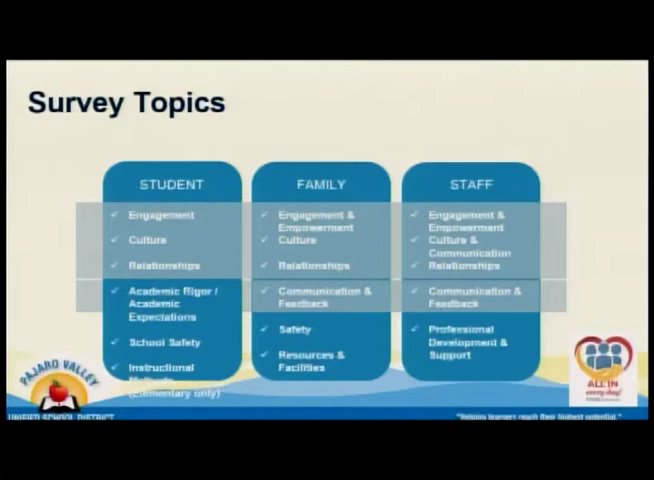 Survey Topics
STUDENT
✓ Engagement
✓ Culture
✓ Relationships
✓ Academic Rigor /
Academic
Expectations
✓ School Safety
✓ Instructional
(Elementary only)
FAMILY
✓ Engagement &
Empowerment
✓ Culture
✓ Relationships
✓ Communication &
Feedback
✓ Safety
✓ Resources &
Facilities
STAFF
✓ Engagement &
Empowerment
✓ Culture &
Communication
✓ Relationships
✓ Communication &
Feedback
✓ Professional
Development &
Support
PAJARO VALLEY
UNIFIED SCHOOL DISTRICT
ALL IN
every day!
"Helping learners reach their highest potential."